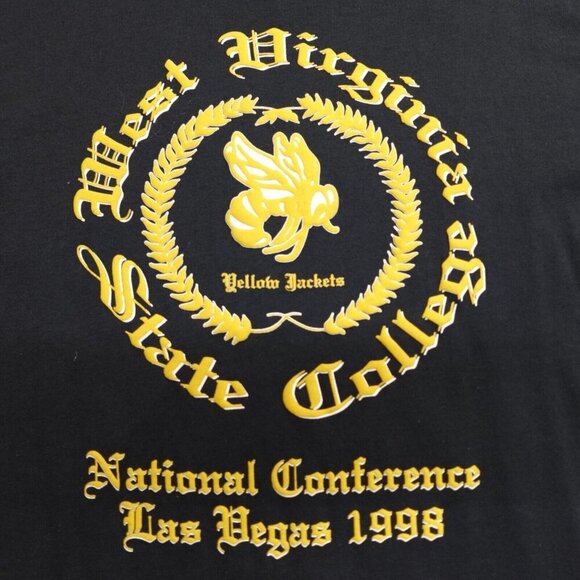 West Virginia
State College
Yellow Jackets
National Conference
Las Vegas 1998